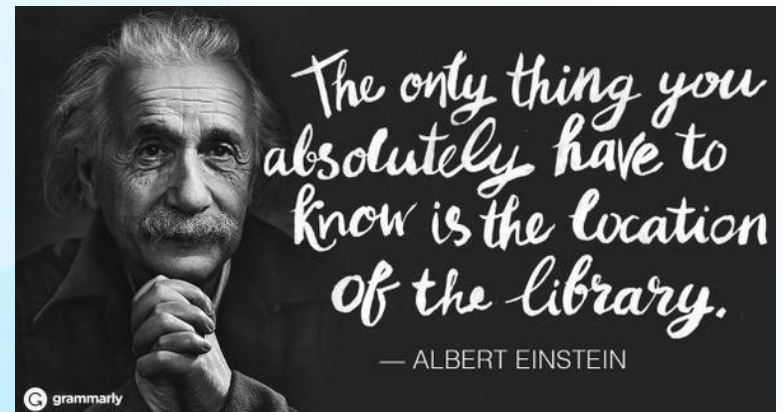 The only thing you
absolutely have to
know is the location
of the library.
— ALBERT EINSTEIN
grammarly